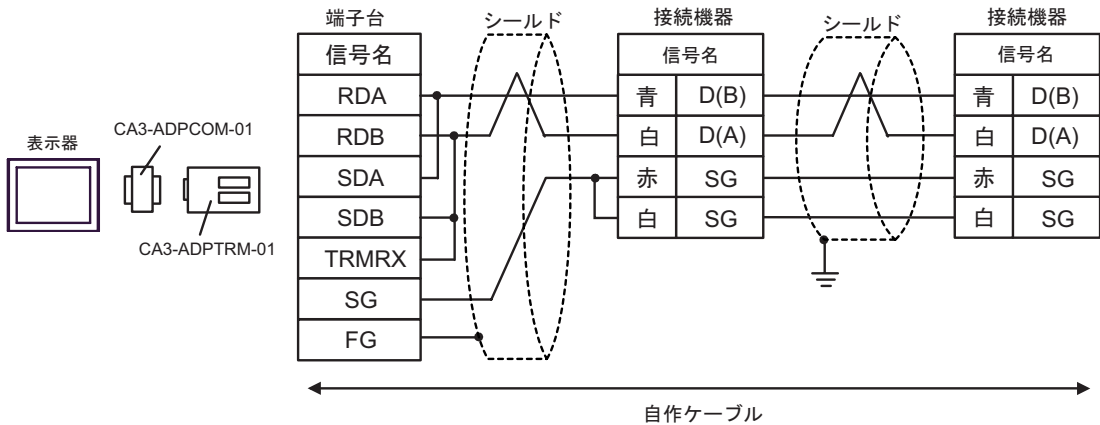 表示器
CA3-ADPCOM-01
CA3-ADPTRM-01
端子台
信号名
RDA
RDB
SDA
SDB
TRMRX
SG
FG
シールド
接続機器
信号名
青 D(B)
白 D(A)
赤 SG
白 SG
シールド
接続機器
信号名
青 D(B)
白 D(A)
赤 SG
白 SG
自作ケーブル